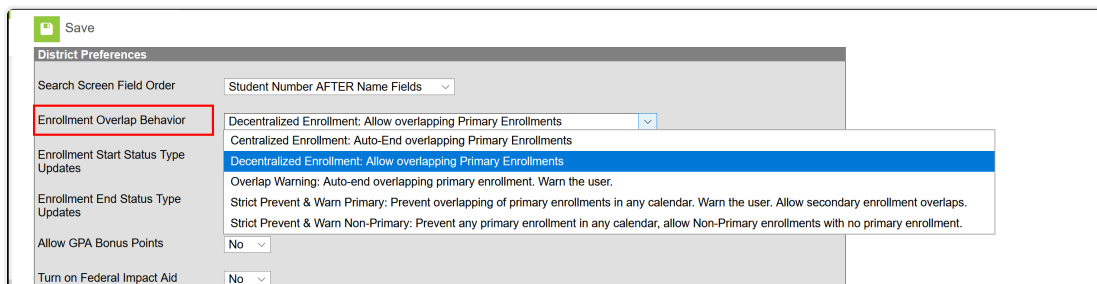 Save
District Preferences
Search Screen Field Order
Student Number AFTER Name Fields
Enrollment Overlap Behavior
Decentralized Enrollment: Allow overlapping Primary Enrollments
Centralized Enrollment: Auto-End overlapping Primary Enrollments
Decentralized Enrollment: Allow overlapping Primary Enrollments
Overlap Warning: Auto-end overlapping primary enrollment. Warn the user.
Strict Prevent & Warn Primary: Prevent overlapping of primary enrollments in any calendar. Warn the user. Allow secondary enrollment overlaps.
Strict Prevent & Warn Non-Primary: Prevent any primary enrollment in any calendar, allow Non-Primary enrollments with no primary enrollment.
Enrollment Start Status Type
Updates
Enrollment End Status Type
Updates
Allow GPA Bonus Points
No
Turn on Federal Impact Aid
No